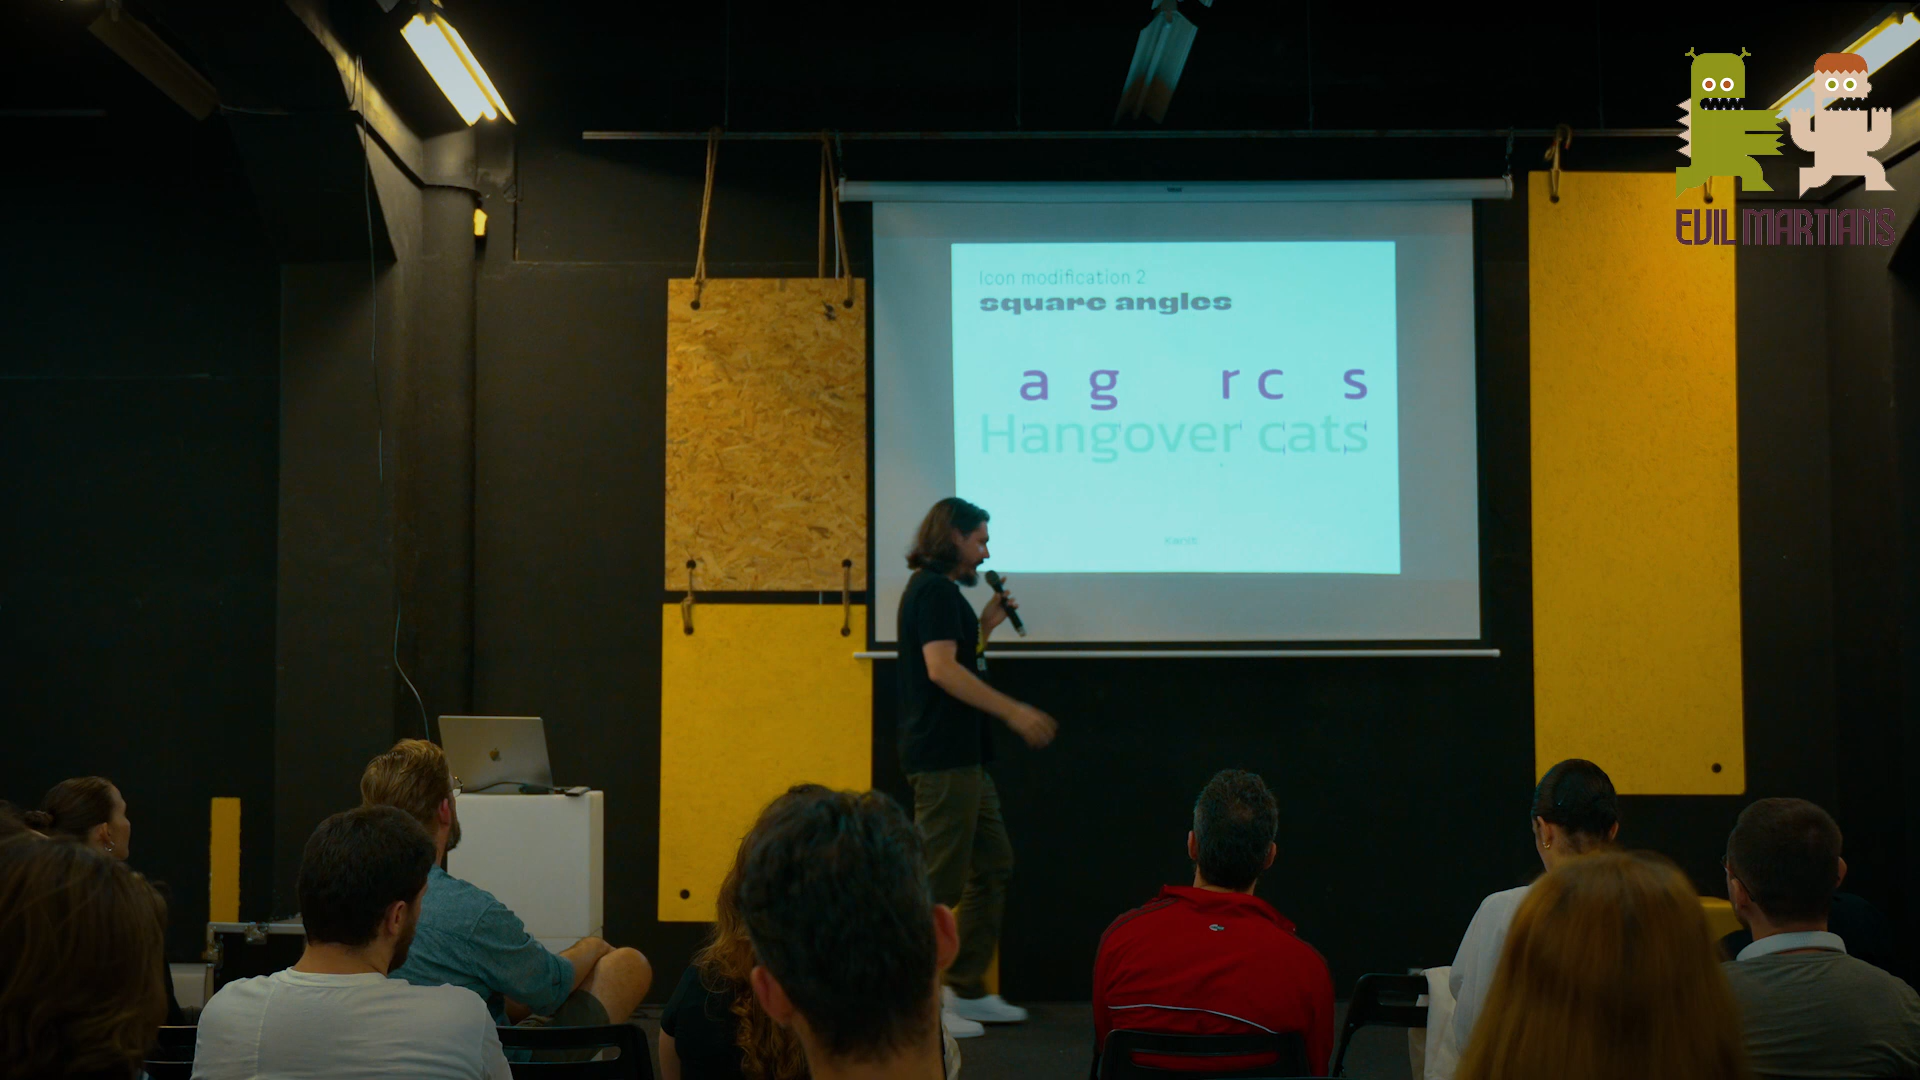 EVIL MARTIANS
Icon modification 2
square angles
a g r c s
Hangover cats